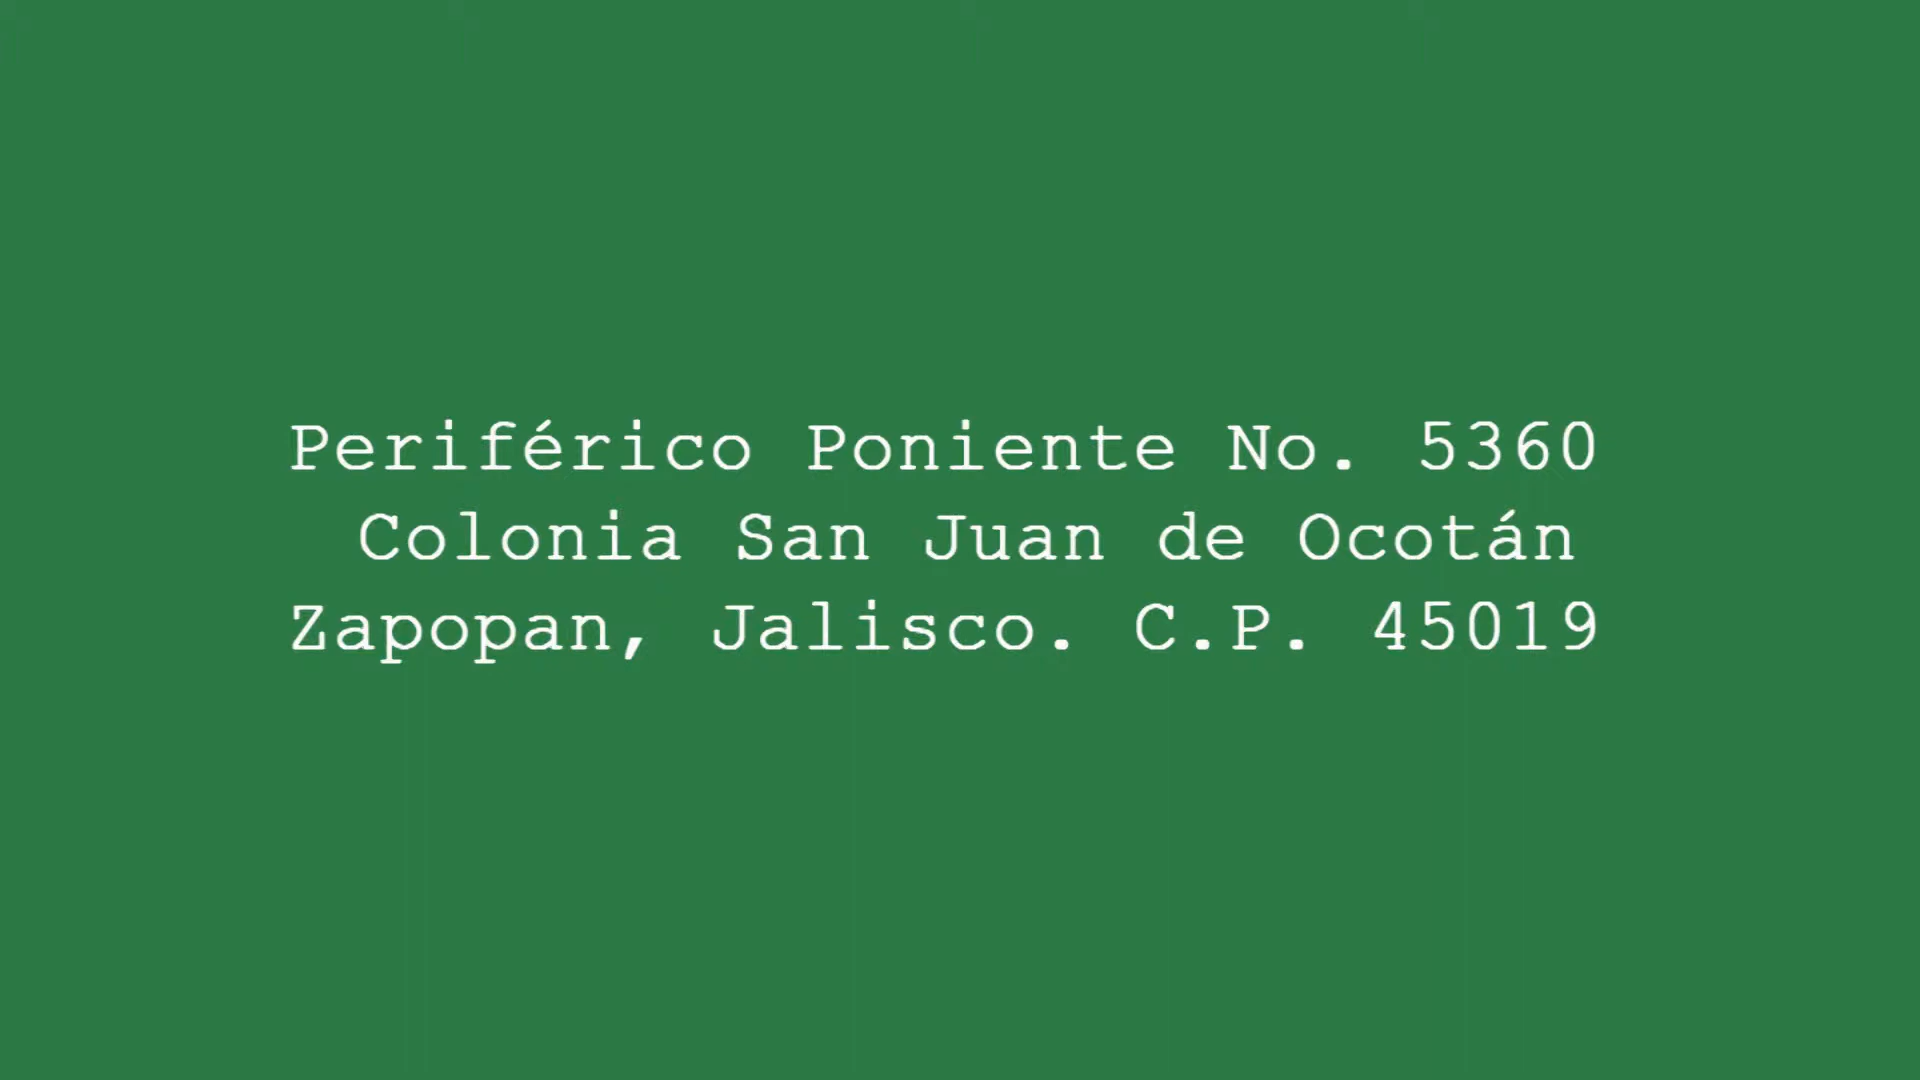 Periférico Poniente No. 5360
Colonia San Juan de Ocotán
Zapopan, Jalisco. C.P. 45019